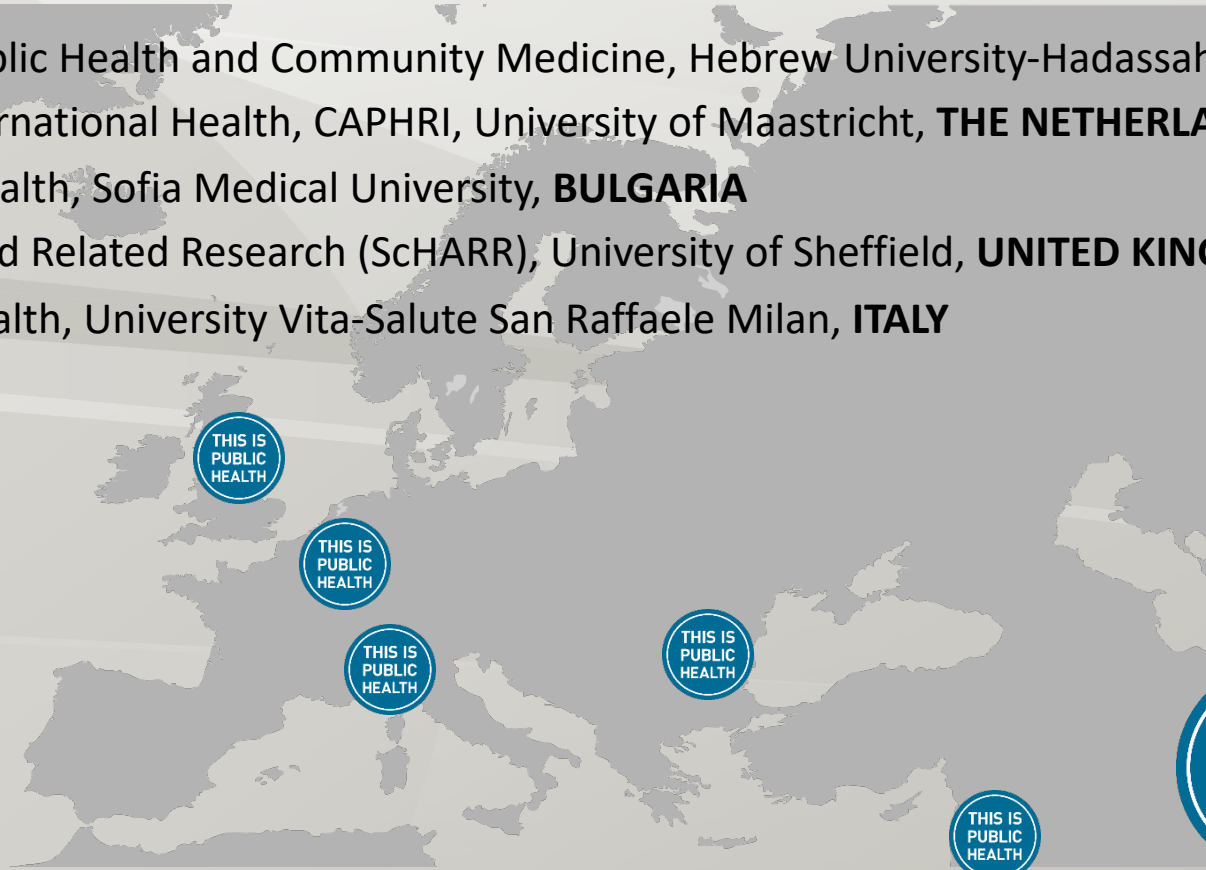 blic Health and Community Medicine, Hebrew University-Hadassah
rnational Health, CAPHRI, University of Maastricht, THE NETHERLA
ealth, Sofia Medical University, BULGARIA
d Related Research (ScHARR), University of Sheffield, UNITED KING
alth, University Vita-Salute San Raffaele Milan, ITALY
THIS IS
PUBLIC
HEALTH
THIS IS
PUBLIC
HEALTH
THIS IS
PUBLIC
HEALTH
THIS IS
PUBLIC
HEALTH
THIS IS
PUBLIC
HEALTH